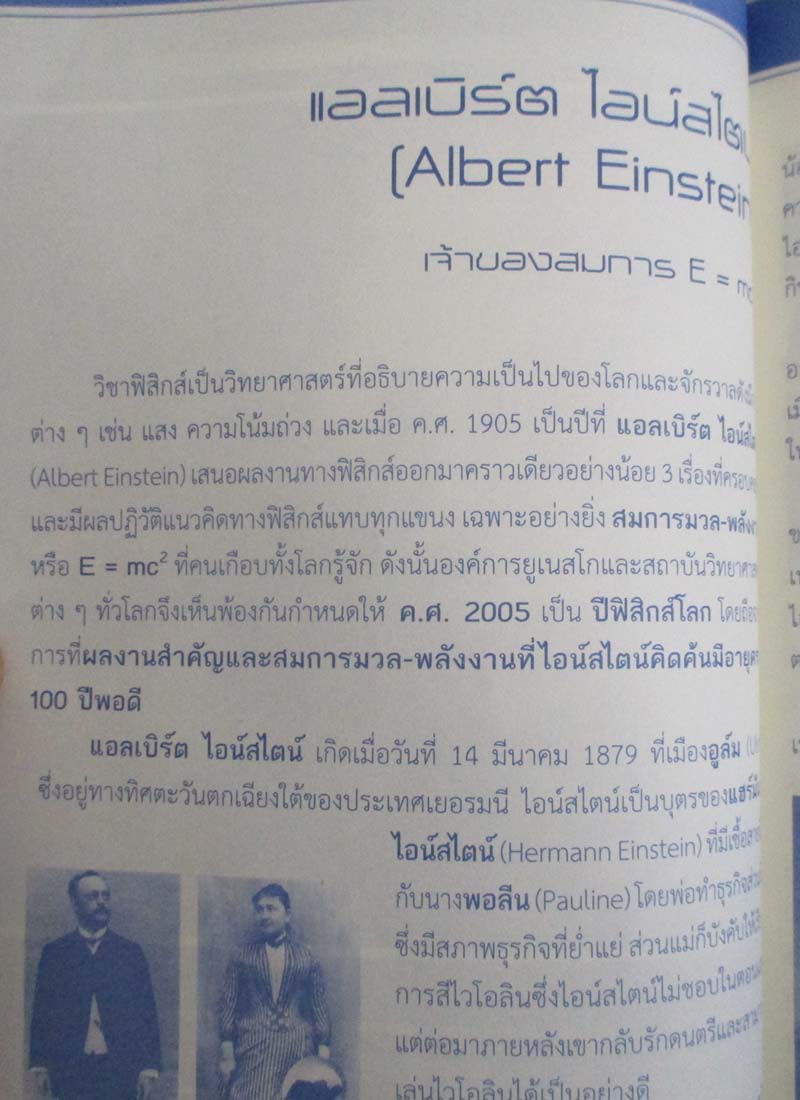 แอลเบิร์ต ไอน์สไต
(Albert Einstein
เจ้าของสมการ E = mc
วิชาฟิสิกส์เป็นวิทยาศาสตร์ที่อธิบายความเป็นไปของโลกและจักรวาล
ต่าง ๆ เช่น แสง ความโน้มถ่วง และเมื่อ ค.ศ. 1905 เป็นปีที่ แอลเบิร์ต
(Albert Einstein) เสนอผลงานทางฟิสิกส์ออกมาคราวเดียวอย่างน้อย 3 เรื่องที่
และมีผลปฏิวัติแนวคิดทางฟิสิกส์แทบทุกแขนง เฉพาะอย่างยิ่ง สมการมวล-
หรือ E = mc² ที่คนเกือบทั้งโลกรู้จัก ดังนั้นองค์การยูเนสโกและสถาบัน
ต่าง ๆ ทั่วโลกจึงเห็นพ้องกันกำหนดให้ ค.ศ. 2005 เป็น ปีฟิสิกส์โลก
การที่ผลงานสำคัญและสมการมวล-พลังงานที่ไอน์สไตน์คิดค้นมีอายุ
100 ปีพอดี
แอลเบิร์ต ไอน์สไตน์ เกิดเมื่อวันที่ 14 มีนาคม 1879 ที่เมืองอูล์ม
ซึ่งอยู่ทางทิศตะวันตกเฉียงใต้ของประเทศเยอรมนี ไอน์สไตน์เป็นบุตรของ
ไอน์สไตน์ (Hermann Einstein) ที่มีเชื้อ
กับนางพอลีน (Pauline) โดยพ่อทำธุรกิจ
ซึ่งมีสภาพธุรกิจที่ย่ำแย่ ส่วนแม่ก็บังคับให้
การสีไวโอลินซึ่งไอน์สไตน์ไม่ชอบใน
แต่ต่อมาภายหลังเขากลับรักดนตรีและ
เล่นไวโอลินได้เป็นอย่างดี